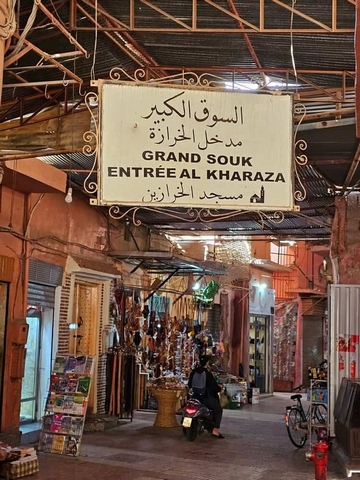 السوق الكبير
مدخل الخرازة
GRAND SOUK
ENTRÉE AL KHARAZA
مسجد الخرازين